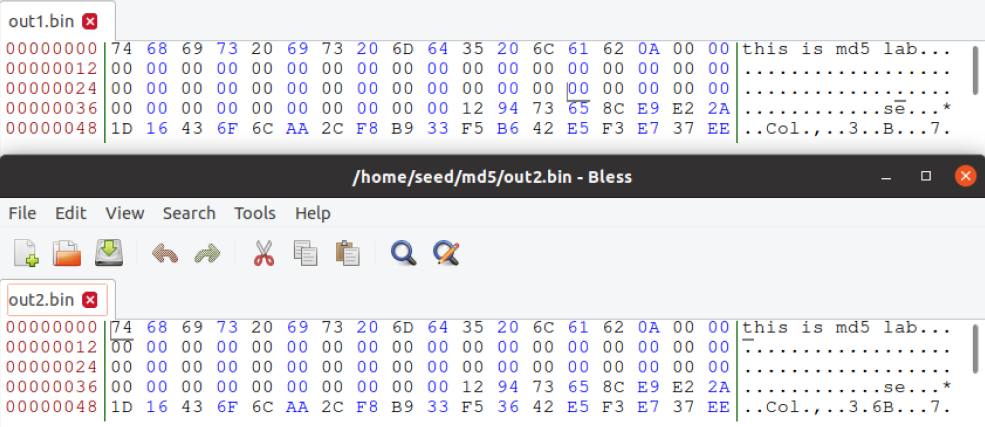 out1.bin
00000000 74 68 69 73 20 69 73 20 6D 64 35 20 6C 61 62 0A 00 00 this is md5 lab...
00000012 00 00 00 00 00 00 00 00 00 00 00 00 00 00 00 00 00 00 ..................
00000024 00 00 00 00 00 00 00 00 00 00 00 00 00 00 00 00 00 00 ..................
00000036 00 00 00 00 00 00 00 00 00 00 12 94 73 65 8C E9 E2 2A ............se...*
00000048 1D 16 43 6F 6C AA 2C F8 B9 33 F5 B6 42 E5 F3 E7 37 EE ..Col.,..3..B...7.
/home/seed/md5/out2.bin - Bless
File Edit View Search Tools Help
out2.bin
00000000 74 68 69 73 20 69 73 20 6D 64 35 20 6C 61 62 0A 00 00 this is md5 lab...
00000012 00 00 00 00 00 00 00 00 00 00 00 00 00 00 00 00 00 00 ..................
00000024 00 00 00 00 00 00 00 00 00 00 00 00 00 00 00 00 00 00 ..................
00000036 00 00 00 00 00 00 00 00 00 00 12 94 73 65 8C E9 E2 2A ............se...*
00000048 1D 16 43 6F 6C AA 2C F8 B9 33 F5 36 42 E5 F3 E7 37 EE ..Col.,..3.6B...7.